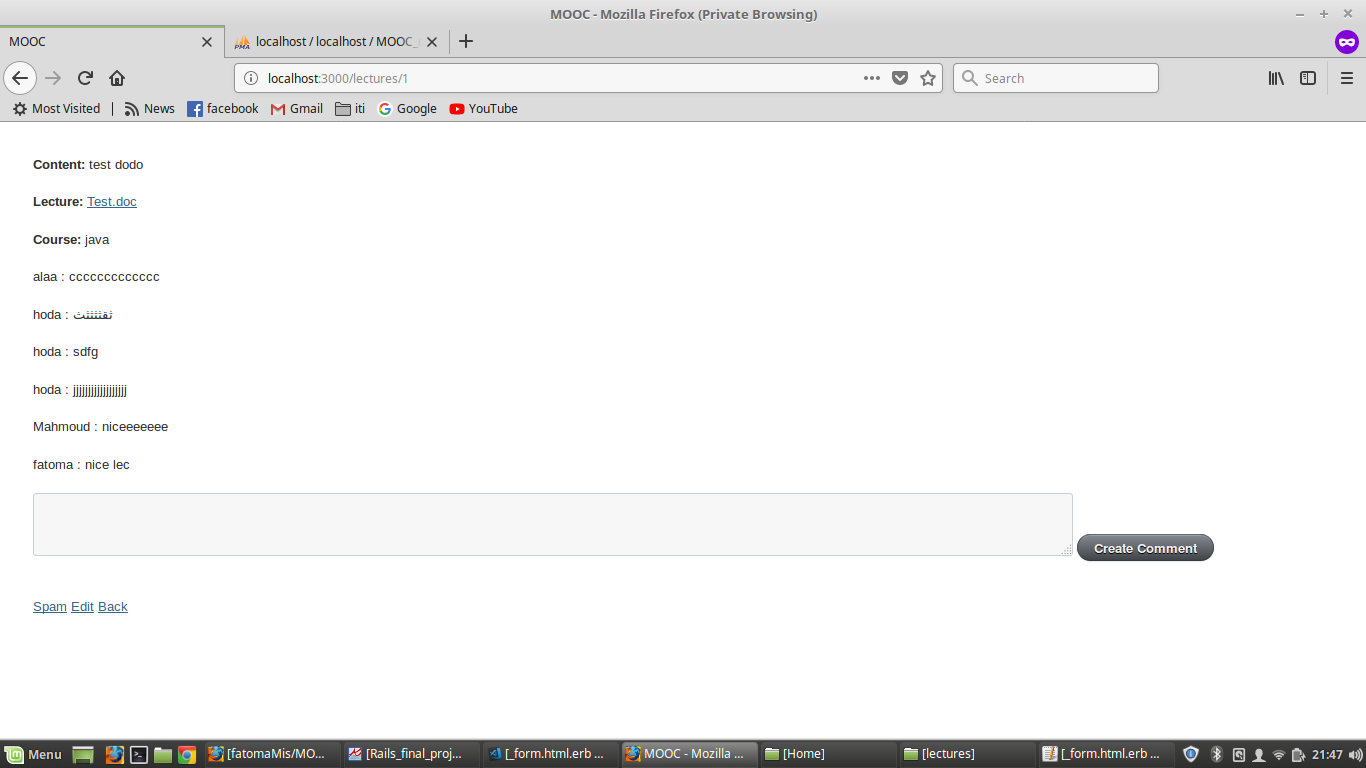 MOOC - Mozilla Firefox (Private Browsing)
MOOC
localhost / localhost / MOOC_
localhost:3000/lectures/1
Search
Most Visited News facebook Gmail iti Google YouTube
Content: test dodo
Lecture: Test.doc
Course: java
alaa : ccccccccccccc
hoda : ثقثثثثث
hoda : sdfg
hoda : jjjjjjjjjjjjjjjjjj
Mahmoud : niceeeeeee
fatoma : nice lec
Create Comment
Spam Edit Back
Menu [fatomaMis/MO... [Rails_final_proj... [_form.html.erb ... MOOC - Mozilla ... [Home] [lectures] [_form.html.erb ... 21:47